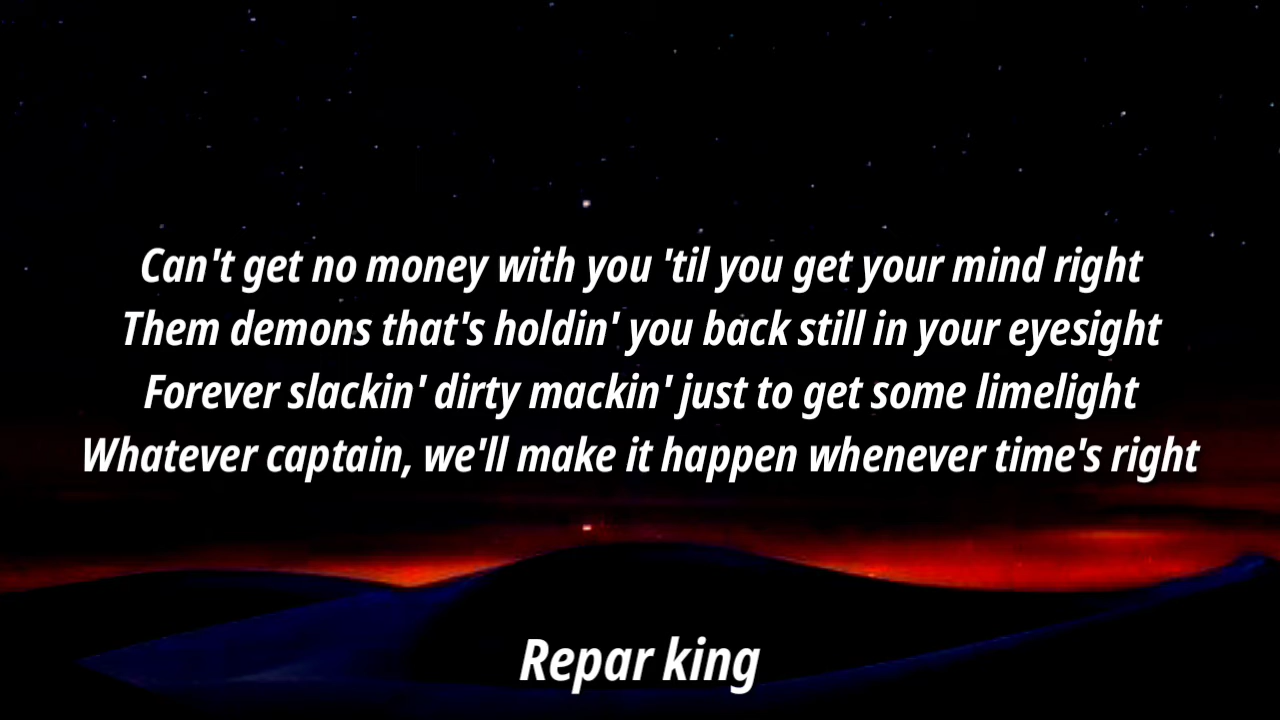 Can't get no money with you 'til you get your mind right
Them demons that's holdin' you back still in your eyesight
Forever slackin' dirty mackin' just to get some limelight
Whatever captain, we'll make it happen whenever time's right
Repar king